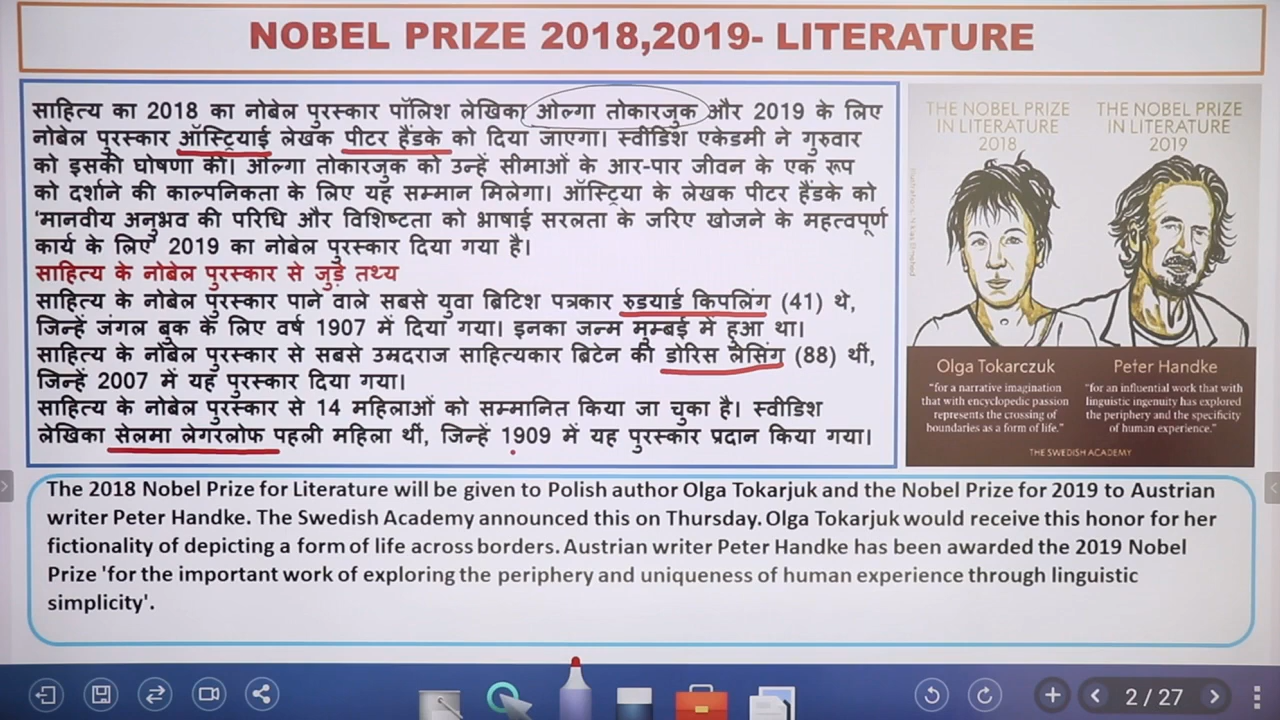 NOBEL PRIZE 2018,2019- LITERATURE
साहित्य का 2018 का नोबेल पुरस्कार पॉलिश लेखिका ओल्गा तोकारजुक और 2019 के लिए
नोबेल पुरस्कार ऑस्ट्रियाई लेखक पीटर हैंडके को दिया जाएगा। स्वीडिश एकेडमी ने गुरुवार
को इसकी घोषणा की। ओल्गा तोकारजुक को उन्हें सीमाओं के आर-पार जीवन के एक रूप
को दर्शाने की काल्पनिकता के लिए यह सम्मान मिलेगा। ऑस्ट्रिया के लेखक पीटर हैंडके को
'मानवीय अनुभव की परिधि और विशिष्टता को भाषाई सरलता के जरिए खोजने के महत्वपूर्ण
कार्य के लिए' 2019 का नोबेल पुरस्कार दिया गया है।
साहित्य के नोबेल पुरस्कार से जुड़े तथ्य
साहित्य के नोबेल पुरस्कार पाने वाले सबसे युवा ब्रिटिश पत्रकार रुडयार्ड किपलिंग (41) थे,
जिन्हें जंगल बुक के लिए वर्ष 1907 में दिया गया। इनका जन्म मुम्बई में हुआ था।
साहित्य के नोबेल पुरस्कार से सबसे उम्रदराज साहित्यकार ब्रिटेन की डोरिस लेसिंग (88) थीं,
जिन्हें 2007 में यह पुरस्कार दिया गया।
साहित्य के नोबेल पुरस्कार से 14 महिलाओं को सम्मानित किया जा चुका है। स्वीडिश
लेखिका सेलमा लेगरलोफ पहली महिला थीं, जिन्हें 1909 में यह पुरस्कार प्रदान किया गया।
THE NOBEL PRIZE
IN LITERATURE
2018
THE NOBEL PRIZE
IN LITERATURE
2019
Olga Tokarczuk
"for a narrative imagination
that with encyclopedic passion
represents the crossing of
boundaries as a form of life."
Peter Handke
"for an influential work that with
linguistic ingenuity has explored
the periphery and the specificity
of human experience."
THE SWEDISH ACADEMY
The 2018 Nobel Prize for Literature will be given to Polish author Olga Tokarjuk and the Nobel Prize for 2019 to Austrian
writer Peter Handke. The Swedish Academy announced this on Thursday. Olga Tokarjuk would receive this honor for her
fictionality of depicting a form of life across borders. Austrian writer Peter Handke has been awarded the 2019 Nobel
Prize 'for the important work of exploring the periphery and uniqueness of human experience through linguistic
simplicity'.
2 / 27